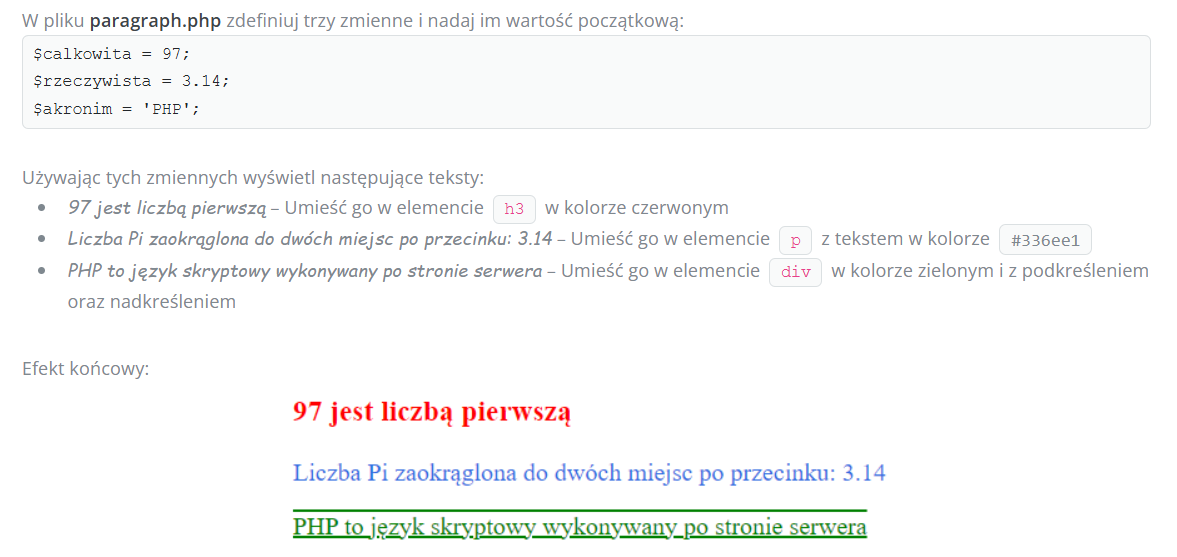 W pliku paragraph.php zdefiniuj trzy zmienne i nadaj im wartość początkową:
$calkowita = 97;
$rzeczywista = 3.14;
$akronim = 'PHP';
Używając tych zmiennych wyświetl następujące teksty:
• 97 jest liczbą pierwszą – Umieść go w elemencie h3 w kolorze czerwonym
• Liczba Pi zaokrąglona do dwóch miejsc po przecinku: 3.14 – Umieść go w elemencie p z tekstem w kolorze #336ee1
• PHP to język skryptowy wykonywany po stronie serwera – Umieść go w elemencie div w kolorze zielonym i z podkreśleniem
oraz nadkreśleniem
Efekt końcowy:
97 jest liczbą pierwszą
Liczba Pi zaokrąglona do dwóch miejsc po przecinku: 3.14
PHP to język skryptowy wykonywany po stronie serwera